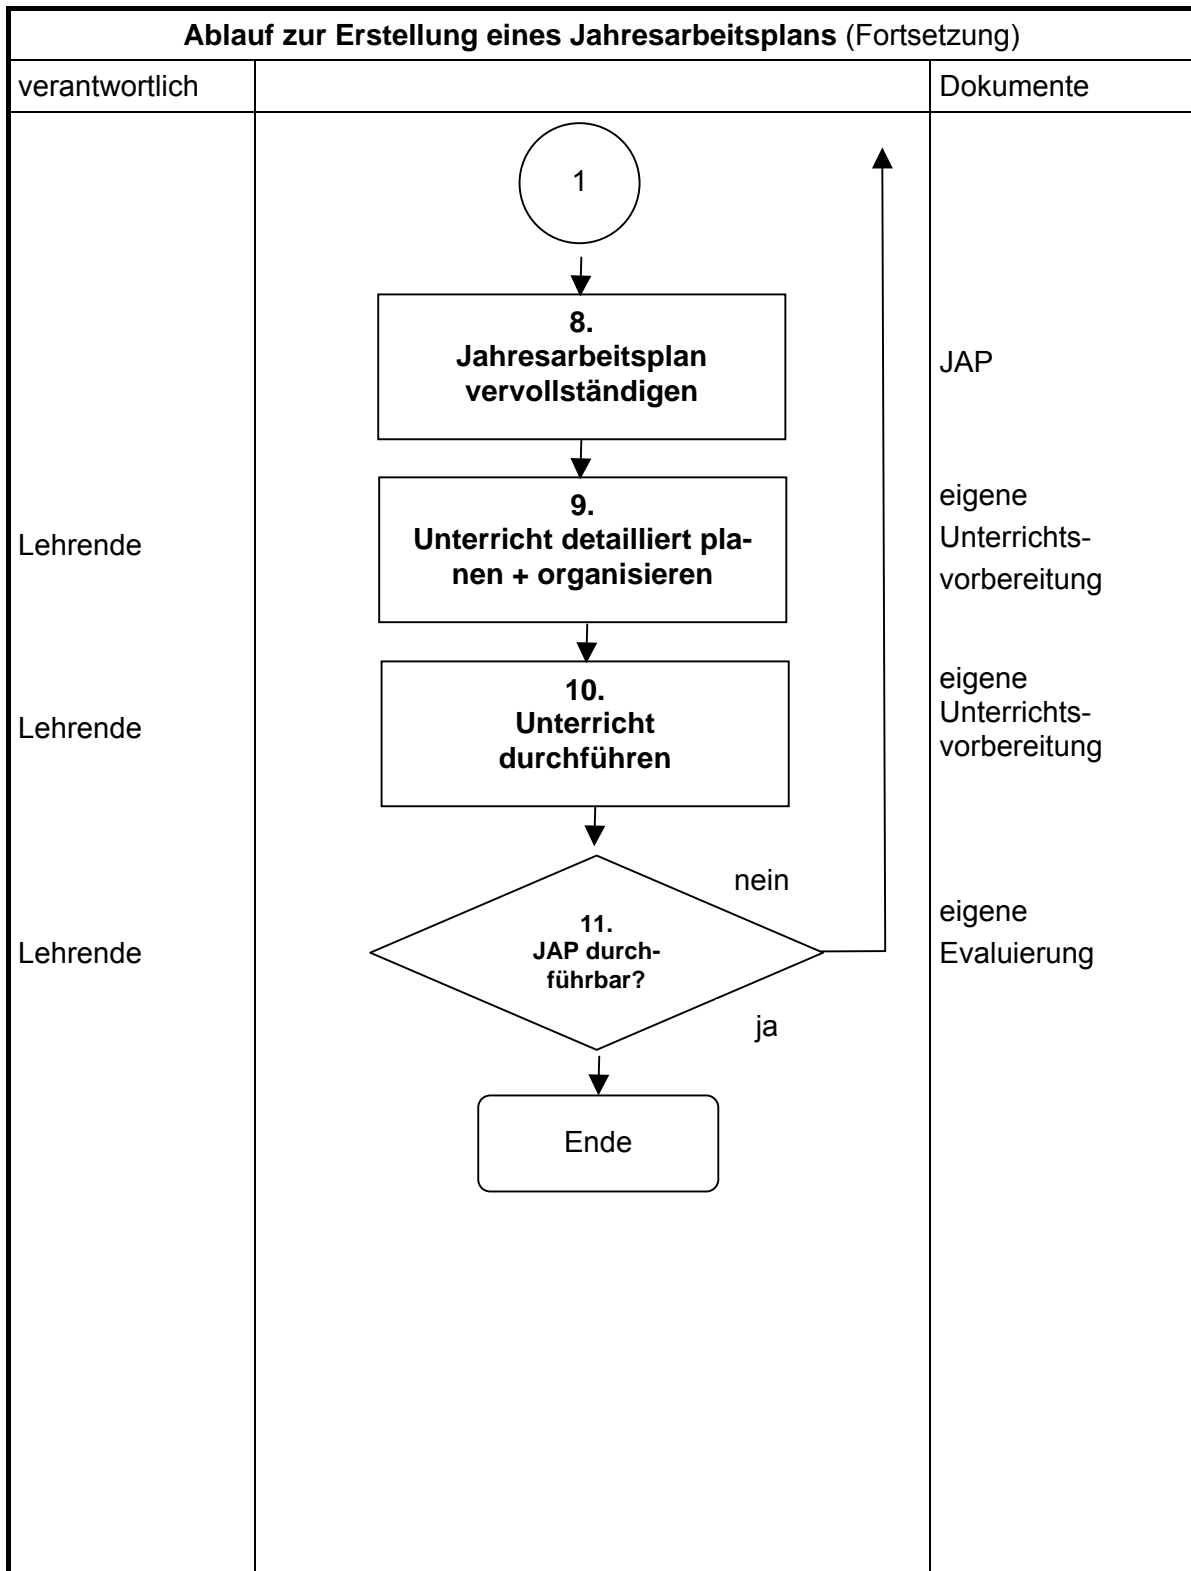 Ablauf zur Erstellung eines Jahresarbeitsplans (Fortsetzung)
verantwortlich
Dokumente
1
8.
Jahresarbeitsplan
vervollständigen
JAP
9.
Unterricht detailliert pla-
nen + organisieren
Lehrende
eigene
Unterrichts-
vorbereitung
10.
Unterricht
durchführen
Lehrende
eigene
Unterrichts-
vorbereitung
nein
11.
JAP durch-
führbar?
Lehrende
eigene
Evaluierung
ja
Ende